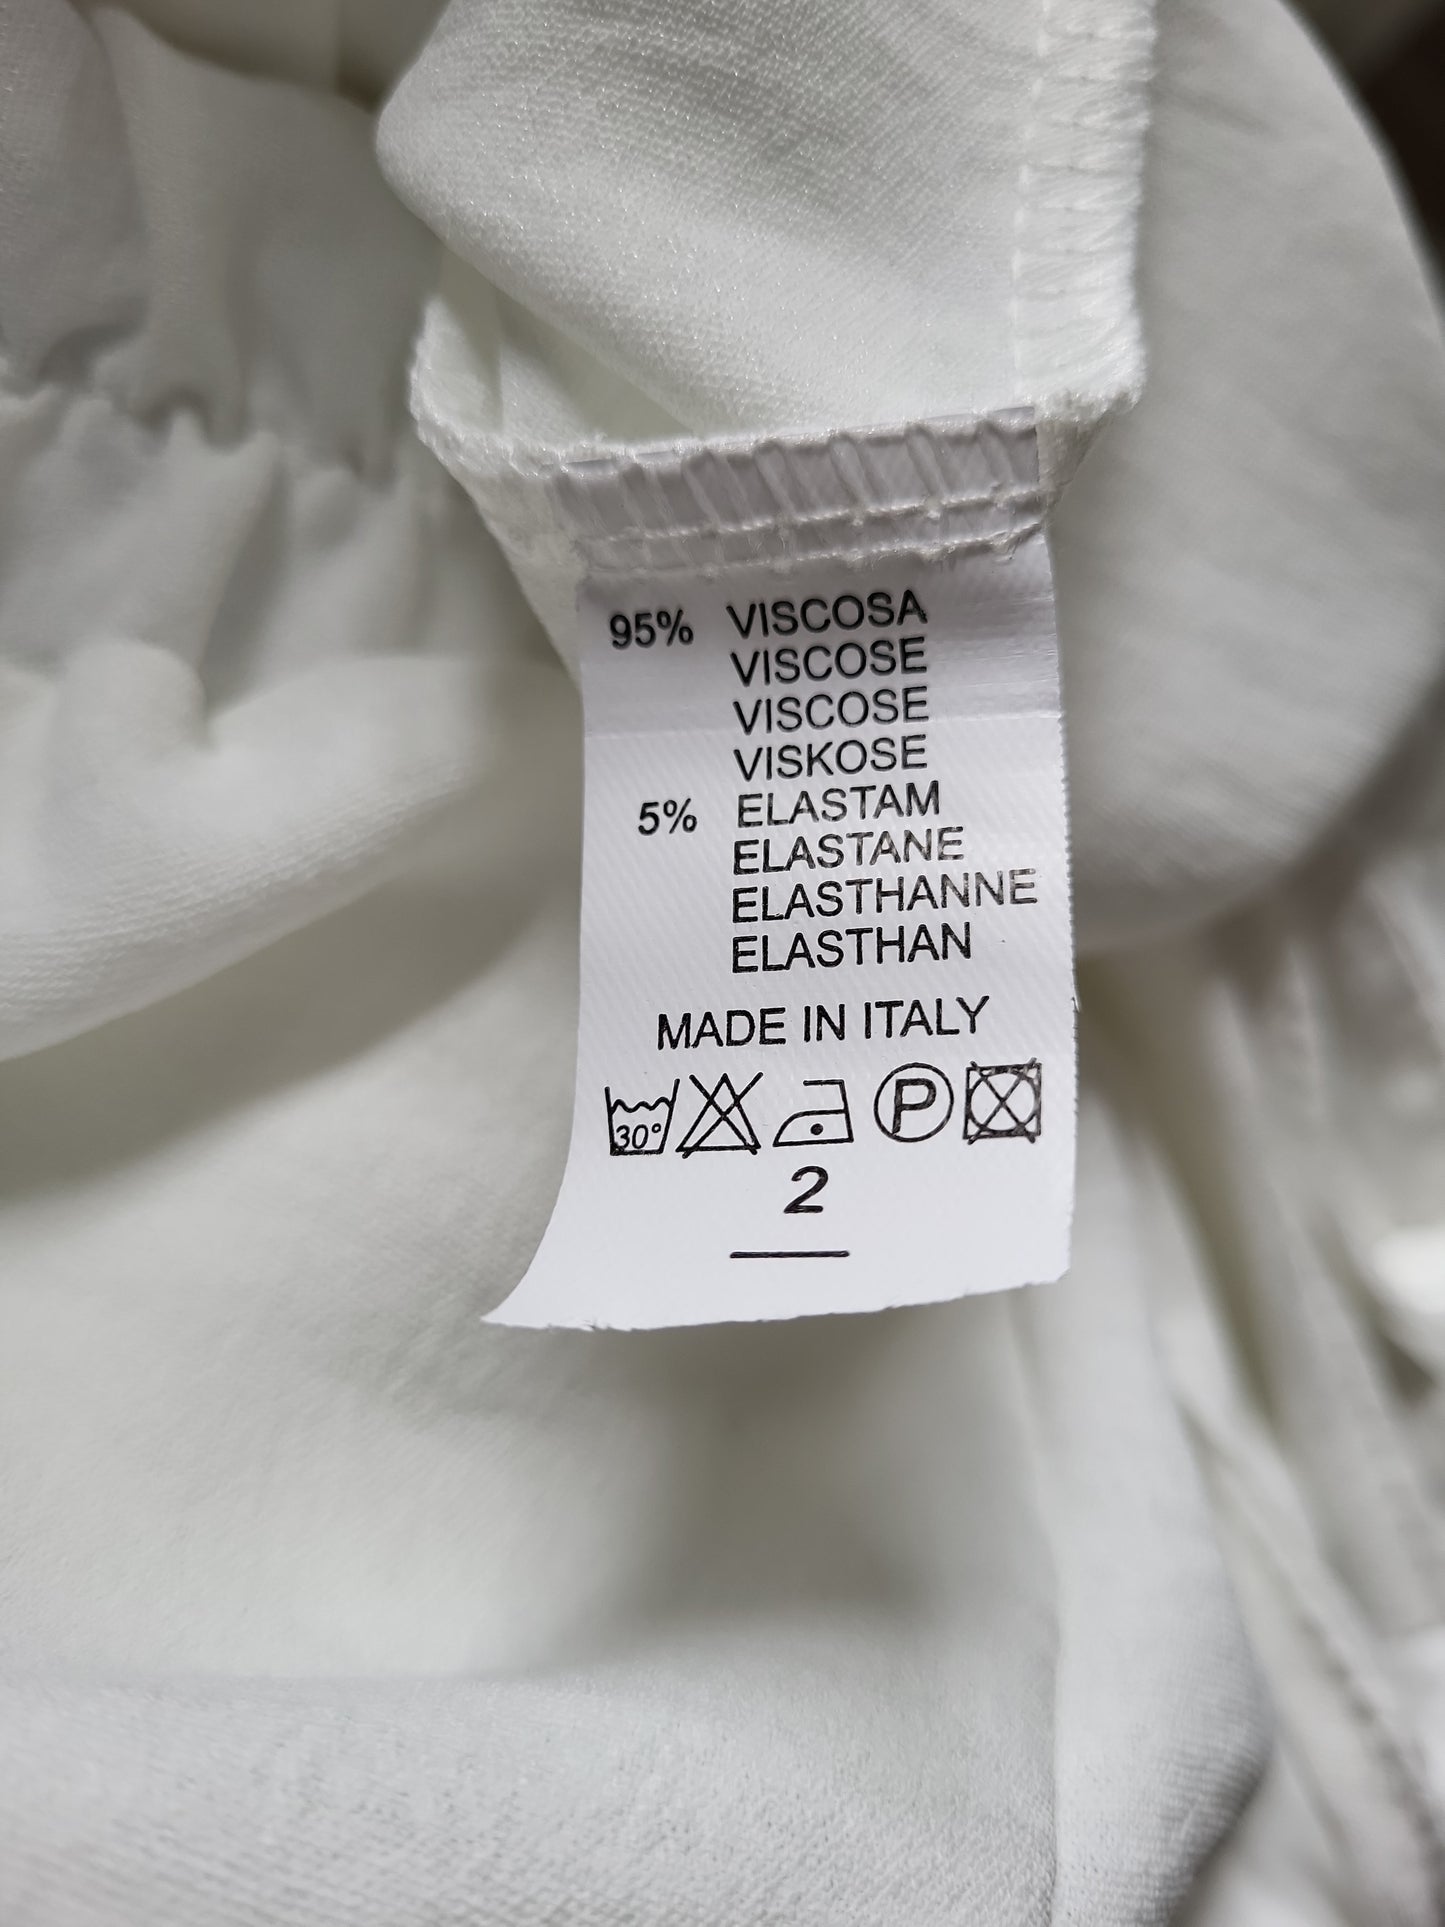 95% VISCOSA
VISCOSE
VISCOSE
VISKOSE
5% ELASTAM
ELASTANE
ELASTHANNE
ELASTHAN
MADE IN ITALY
30° P
2